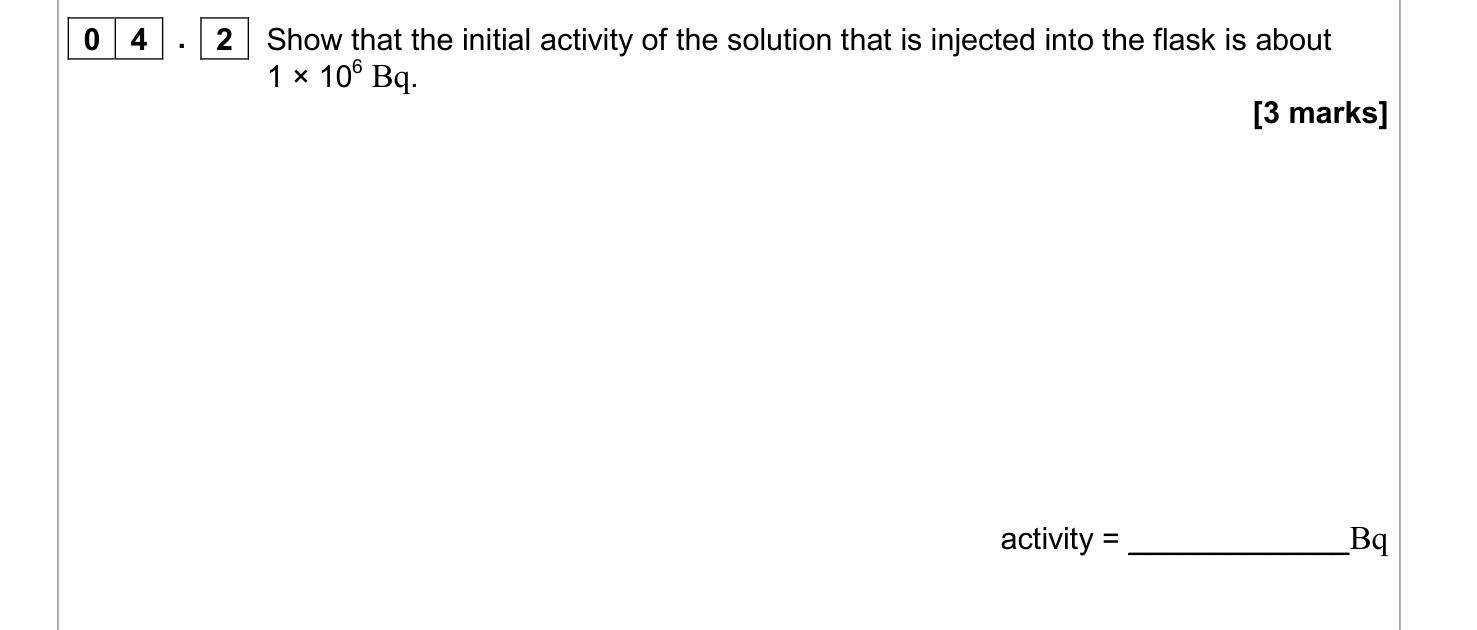 0 4 . 2 Show that the initial activity of the solution that is injected into the flask is about
1 × 10⁶ Bq.
[3 marks]
activity = ____________Bq